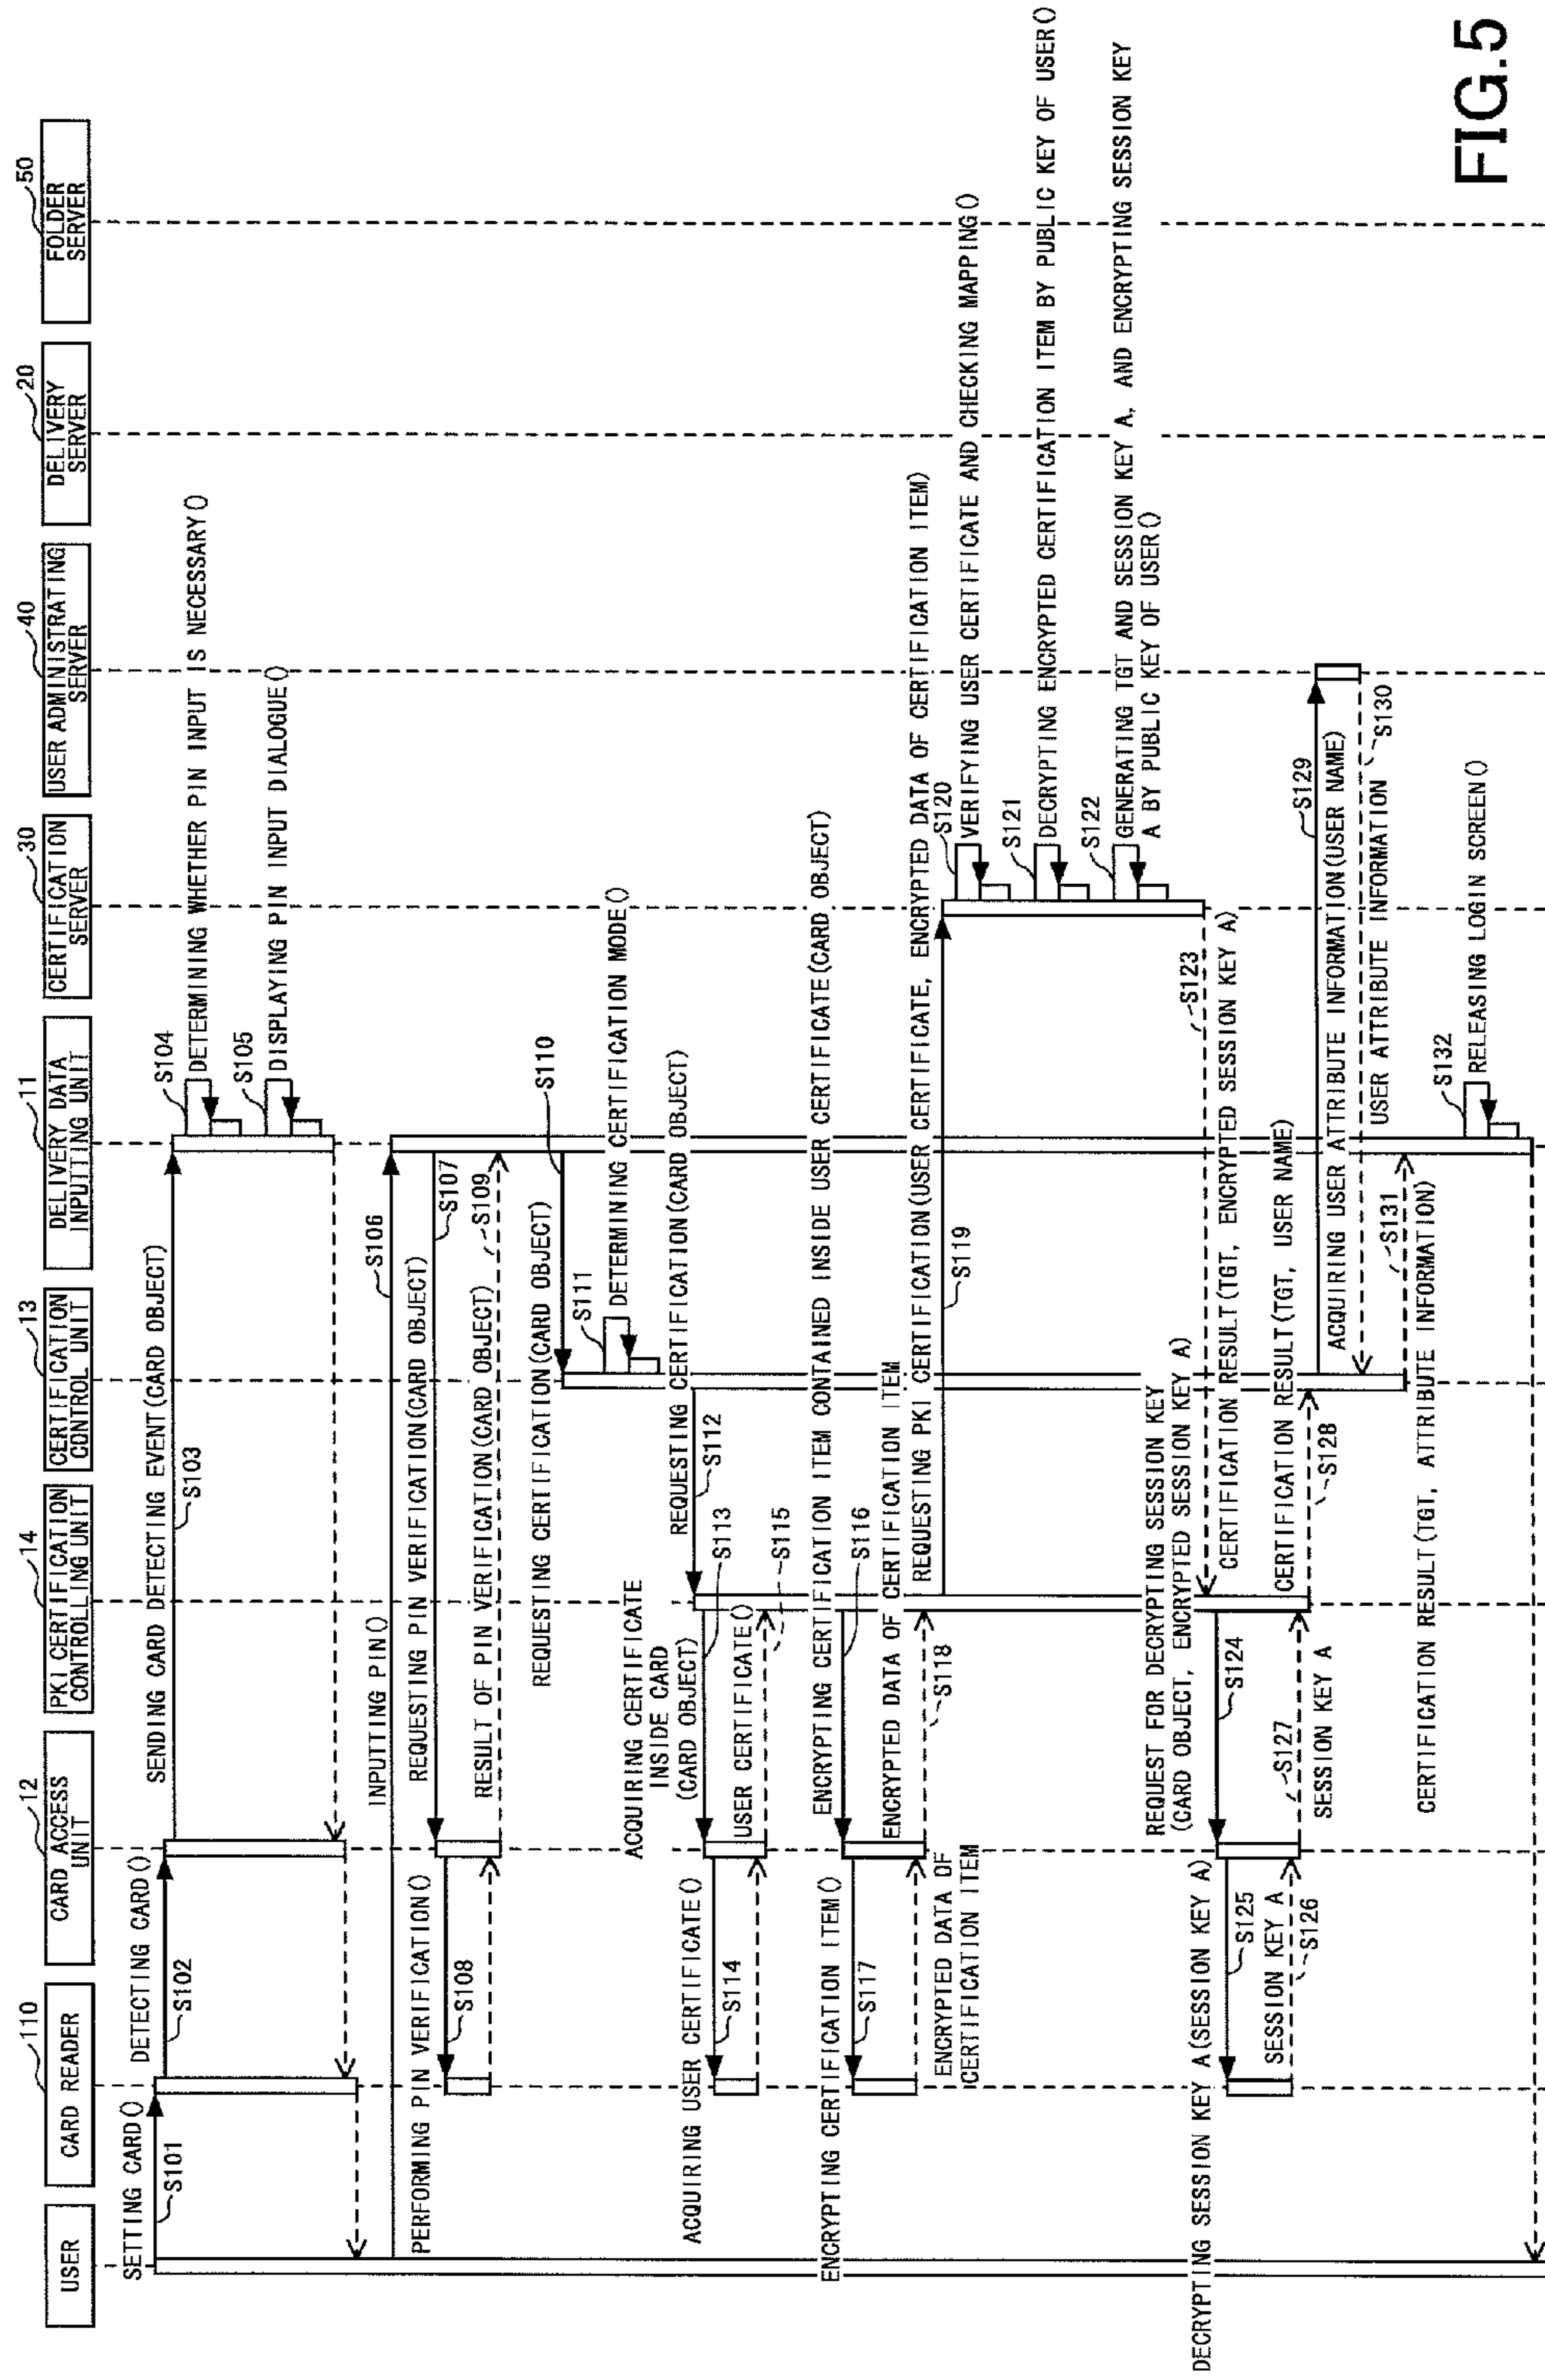 FIG.5
USER
110
CARD READER
12
CARD ACCESS
UNIT
14
PKI CERTIFICATION
CONTROLLING UNIT
13
CERTIFICATION
CONTROL UNIT
11
DELIVERY DATA
INPUTTING UNIT
30
CERTIFICATION
SERVER
40
USER ADMINISTRATING
SERVER
20
DELIVERY
SERVER
50
FOLDER
SERVER
SETTING CARD()
S101
DETECTING CARD()
S102
SENDING CARD DETECTING EVENT(CARD OBJECT)
S103
S104
DETERMINING WHETHER PIN INPUT IS NECESSARY()
S105
DISPLAYING PIN INPUT DIALOGUE()
INPUTTING PIN()
S106
REQUESTING PIN VERIFICATION(CARD OBJECT)
S107
PERFORMING PIN VERIFICATION()
S108
RESULT OF PIN VERIFICATION(CARD OBJECT)
S109
REQUESTING CERTIFICATION(CARD OBJECT)
S110
S111
DETERMINING CERTIFICATION MODE()
REQUESTING CERTIFICATION(CARD OBJECT)
S112
ACQUIRING CERTIFICATE
INSIDE CARD
(CARD OBJECT)
S113
ACQUIRING USER CERTIFICATE()
S114
USER CERTIFICATE()
S115
ENCRYPTING CERTIFICATION ITEM CONTAINED INSIDE USER CERTIFICATE(CARD OBJECT)
S116
ENCRYPTING CERTIFICATION ITEM()
S117
ENCRYPTED DATA OF
CERTIFICATION ITEM
ENCRYPTED DATA OF CERTIFICATION ITEM
S118
REQUESTING PKI CERTIFICATION(USER CERTIFICATE, ENCRYPTED DATA OF CERTIFICATION ITEM)
S119
S120
VERIFYING USER CERTIFICATE AND CHECKING MAPPING()
S121
DECRYPTING ENCRYPTED CERTIFICATION ITEM BY PUBLIC KEY OF USER()
S122
GENERATING TGT AND SESSION KEY A, AND ENCRYPTING SESSION KEY
A BY PUBLIC KEY OF USER()
S123
CERTIFICATION RESULT(TGT, ENCRYPTED SESSION KEY A)
REQUEST FOR DECRYPTING SESSION KEY
(CARD OBJECT, ENCRYPTED SESSION KEY A)
S124
DECRYPTING SESSION KEY A(SESSION KEY A)
S125
SESSION KEY A
S126
S127
SESSION KEY A
CERTIFICATION RESULT(TGT, USER NAME)
S128
ACQUIRING USER ATTRIBUTE INFORMATION(USER NAME)
S129
USER ATTRIBUTE INFORMATION
S130
S131
CERTIFICATION RESULT(TGT, ATTRIBUTE INFORMATION)
S132
RELEASING LOGIN SCREEN()